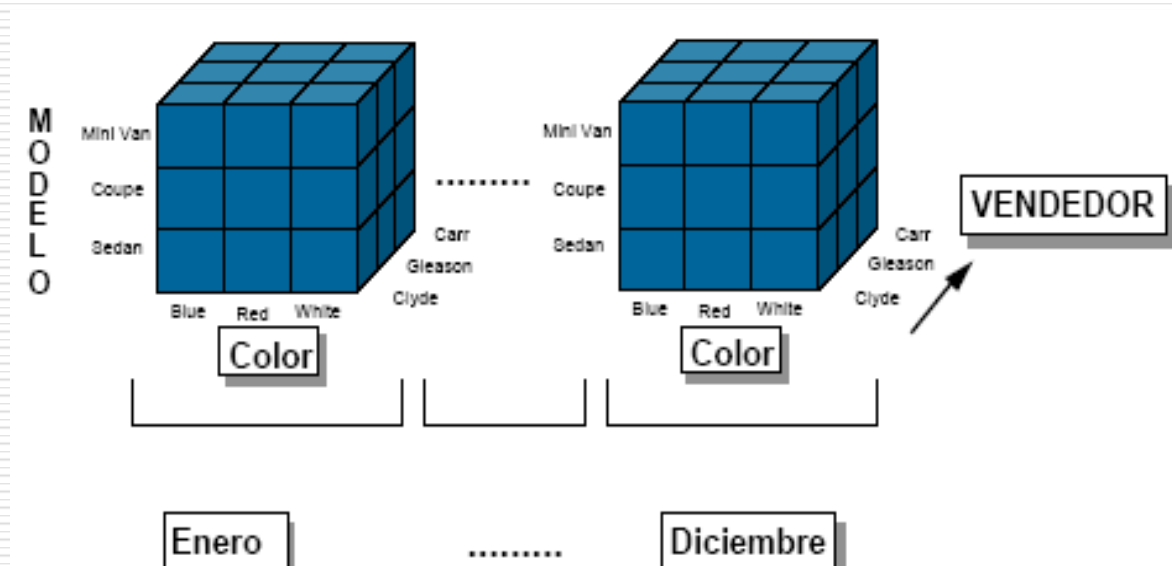 MODELO
Mini Van
Coupe
Sedan
Blue Red White
Carr
Gleason
Clyde
Color
.........
Mini Van
Coupe
Sedan
Blue Red White
Carr
Gleason
Clyde
Color
VENDEDOR
Enero ......... Diciembre